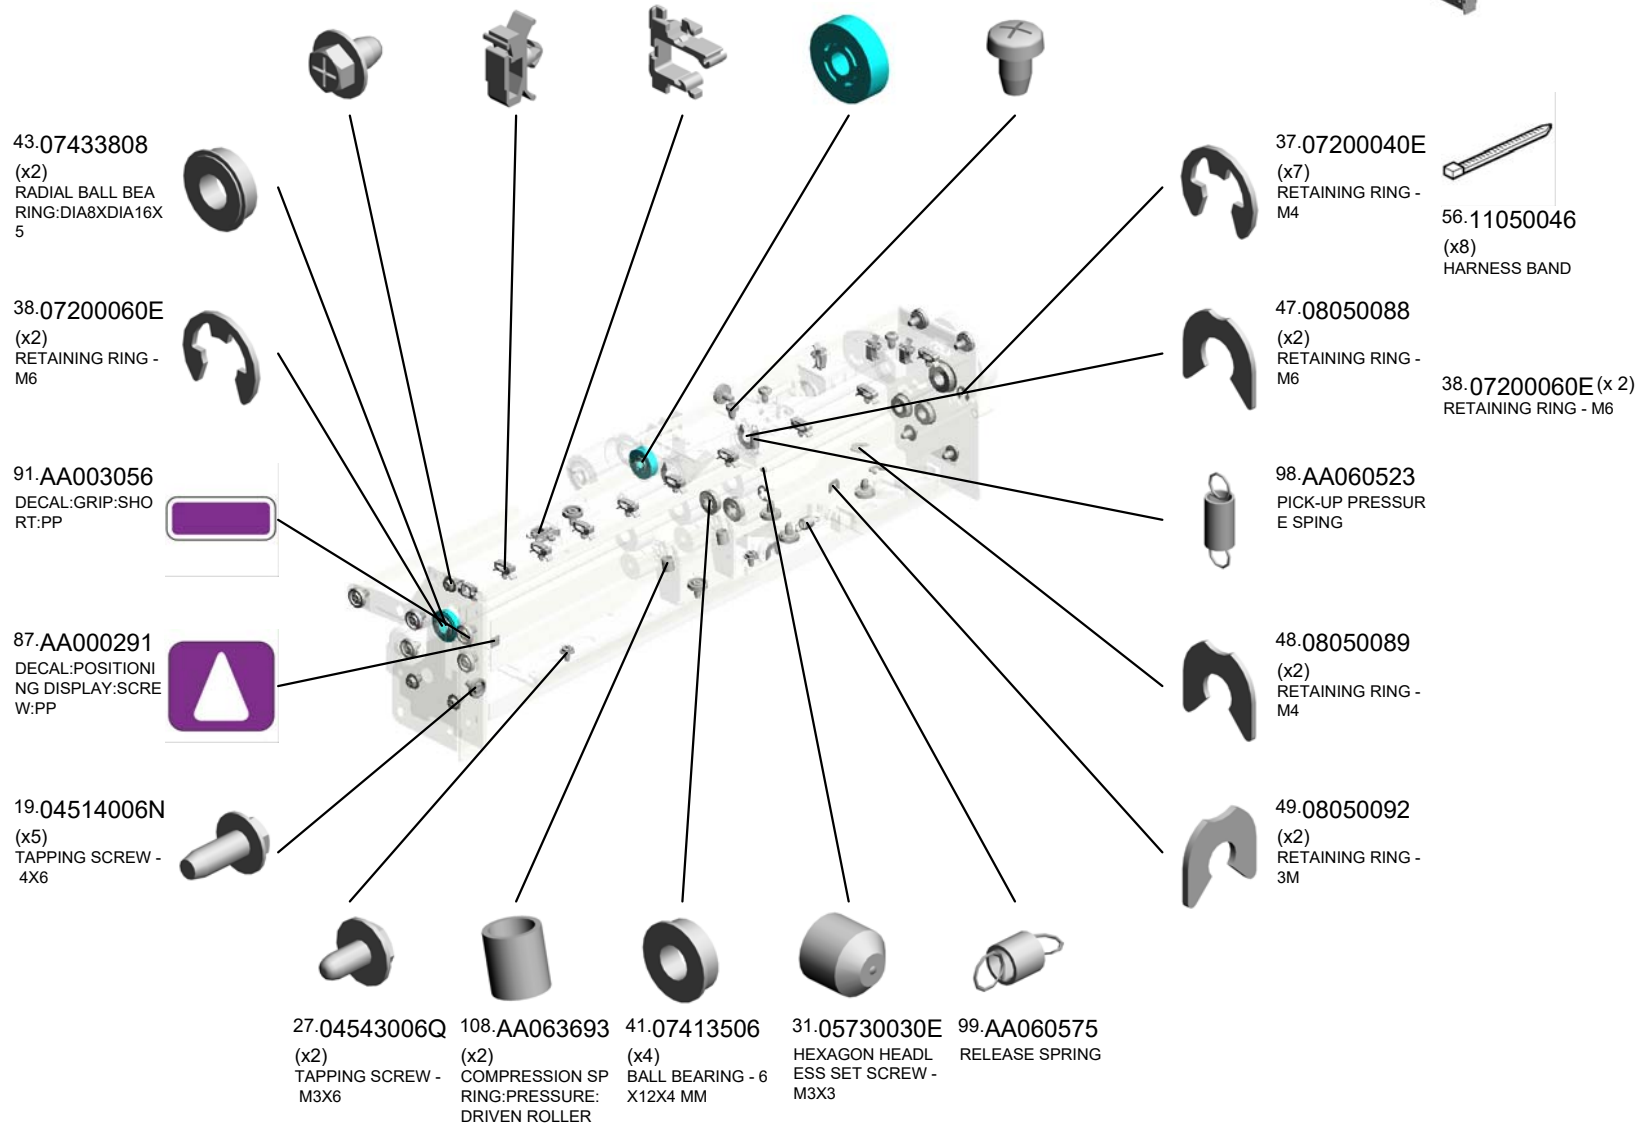 43.07433808
(x2)
RADIAL BALL BEA
RING:DIA8XDIA16X
5
38.07200060E
(x2)
RETAINING RING -
M6
91.AA003056
DECAL:GRIP:SHO
RT:PP
87.AA000291
DECAL:POSITIONI
NG DISPLAY:SCRE
W:PP
19.04514006N
(x5)
TAPPING SCREW -
4X6
27.04543006Q
(x2)
TAPPING SCREW -
M3X6
108.AA063693
(x2)
COMPRESSION SP
RING:PRESSURE:
DRIVEN ROLLER
41.07413506
(x4)
BALL BEARING - 6
X12X4 MM
31.05730030E
HEXAGON HEADL
ESS SET SCREW -
M3X3
99.AA060575
RELEASE SPRING
37.07200040E
(x7)
RETAINING RING -
M4
47.08050088
(x2)
RETAINING RING -
M6
98.AA060523
PICK-UP PRESSUR
E SPING
48.08050089
(x2)
RETAINING RING -
M4
49.08050092
(x2)
RETAINING RING -
3M
56.11050046
(x8)
HARNESS BAND
38.07200060E (x 2)
RETAINING RING - M6